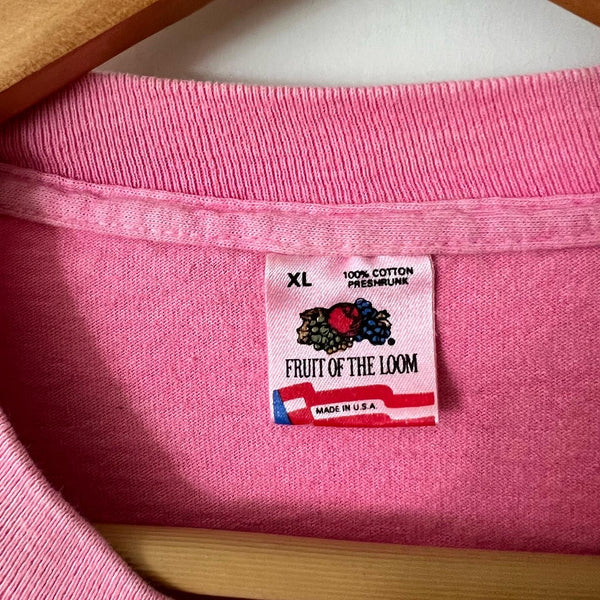 XL 100% COTTON
PRESHRUNK
®
FRUIT OF THE LOOM
MADE IN U.S.A.